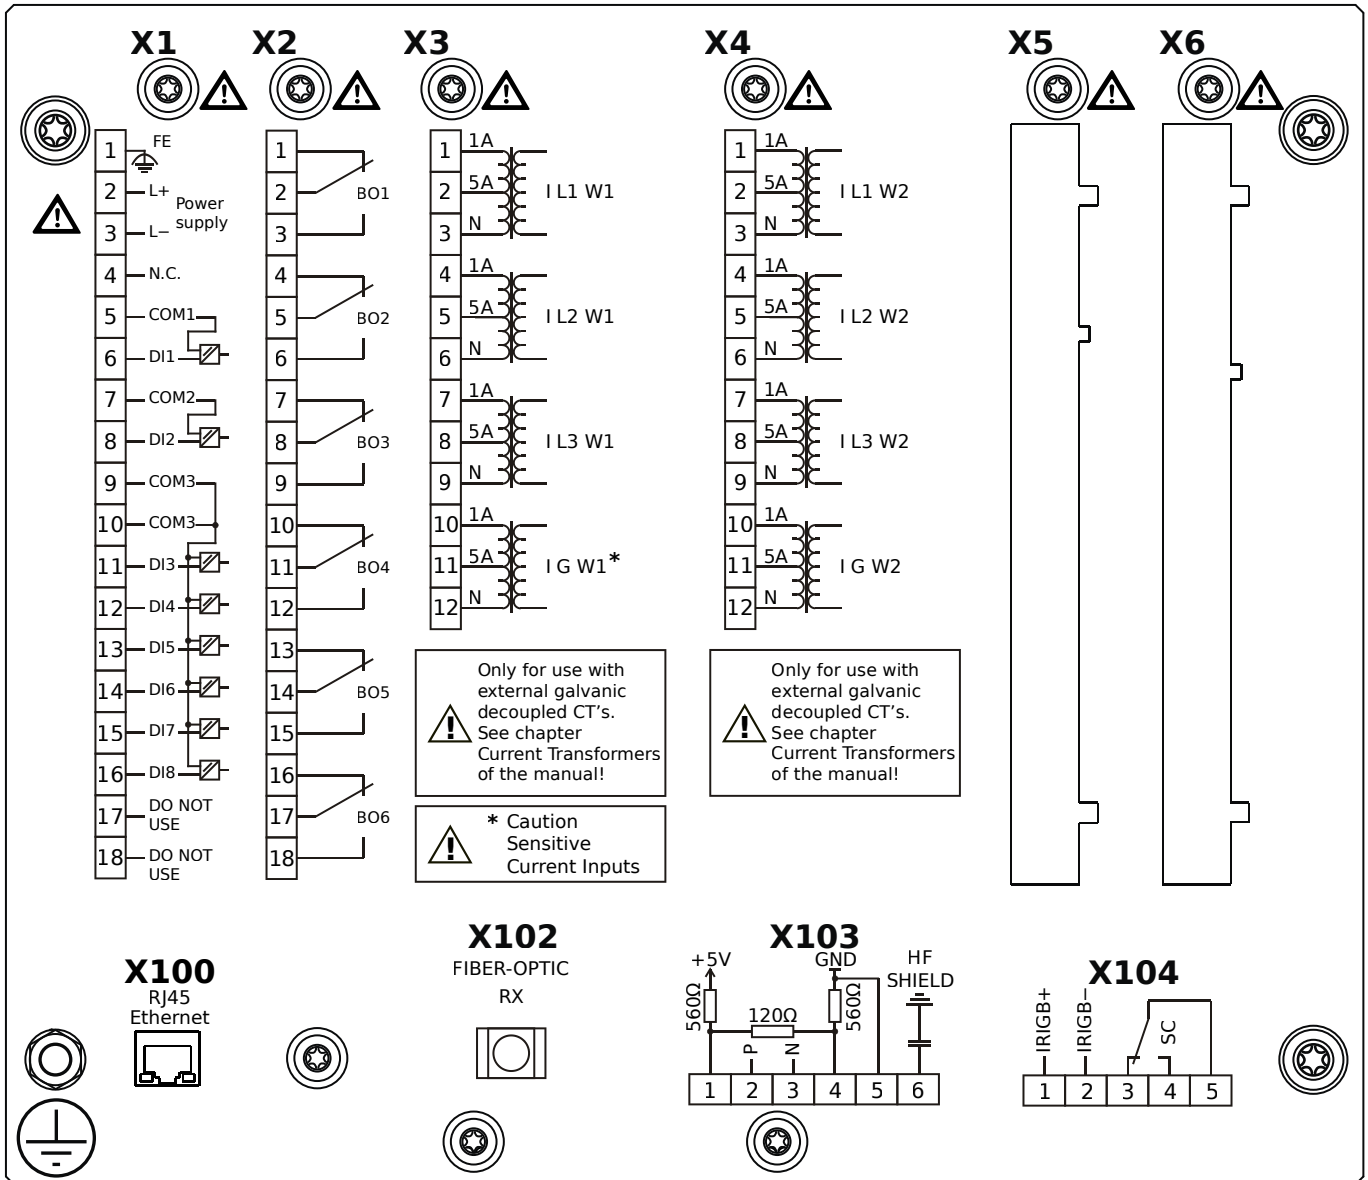 X1
X2
X3
X4
X5
X6
1 FE
2 L+
Power
supply
3 L−
4 N.C.
5 COM1
6 DI1
7 COM2
8 DI2
9 COM3
10 COM3
11 DI3
12 DI4
13 DI5
14 DI6
15 DI7
16 DI8
17 DO NOT
USE
18 DO NOT
USE
1
2 BO1
3
4
5 BO2
6
7
8 BO3
9
10
11 BO4
12
13
14 BO5
15
16
17 BO6
18
1 1A
2 5A I L1 W1
3 N
4 1A
5 5A I L2 W1
6 N
7 1A
8 5A I L3 W1
9 N
10 1A
11 5A I G W1*
12 N
Only for use with
external galvanic
decoupled CT's.
See chapter
Current Transformers
of the manual!
* Caution
Sensitive
Current Inputs
1 1A
2 5A I L1 W2
3 N
4 1A
5 5A I L2 W2
6 N
7 1A
8 5A I L3 W2
9 N
10 1A
11 5A I G W2
12 N
Only for use with
external galvanic
decoupled CT's.
See chapter
Current Transformers
of the manual!
X100
RJ45
Ethernet
X102
FIBER-OPTIC
RX
X103
+5V
GND
HF
SHIELD
560Ω
120Ω
560Ω
P
N
1 2 3 4 5 6
X104
IRIGB+
IRIGB−
SC
1 2 3 4 5